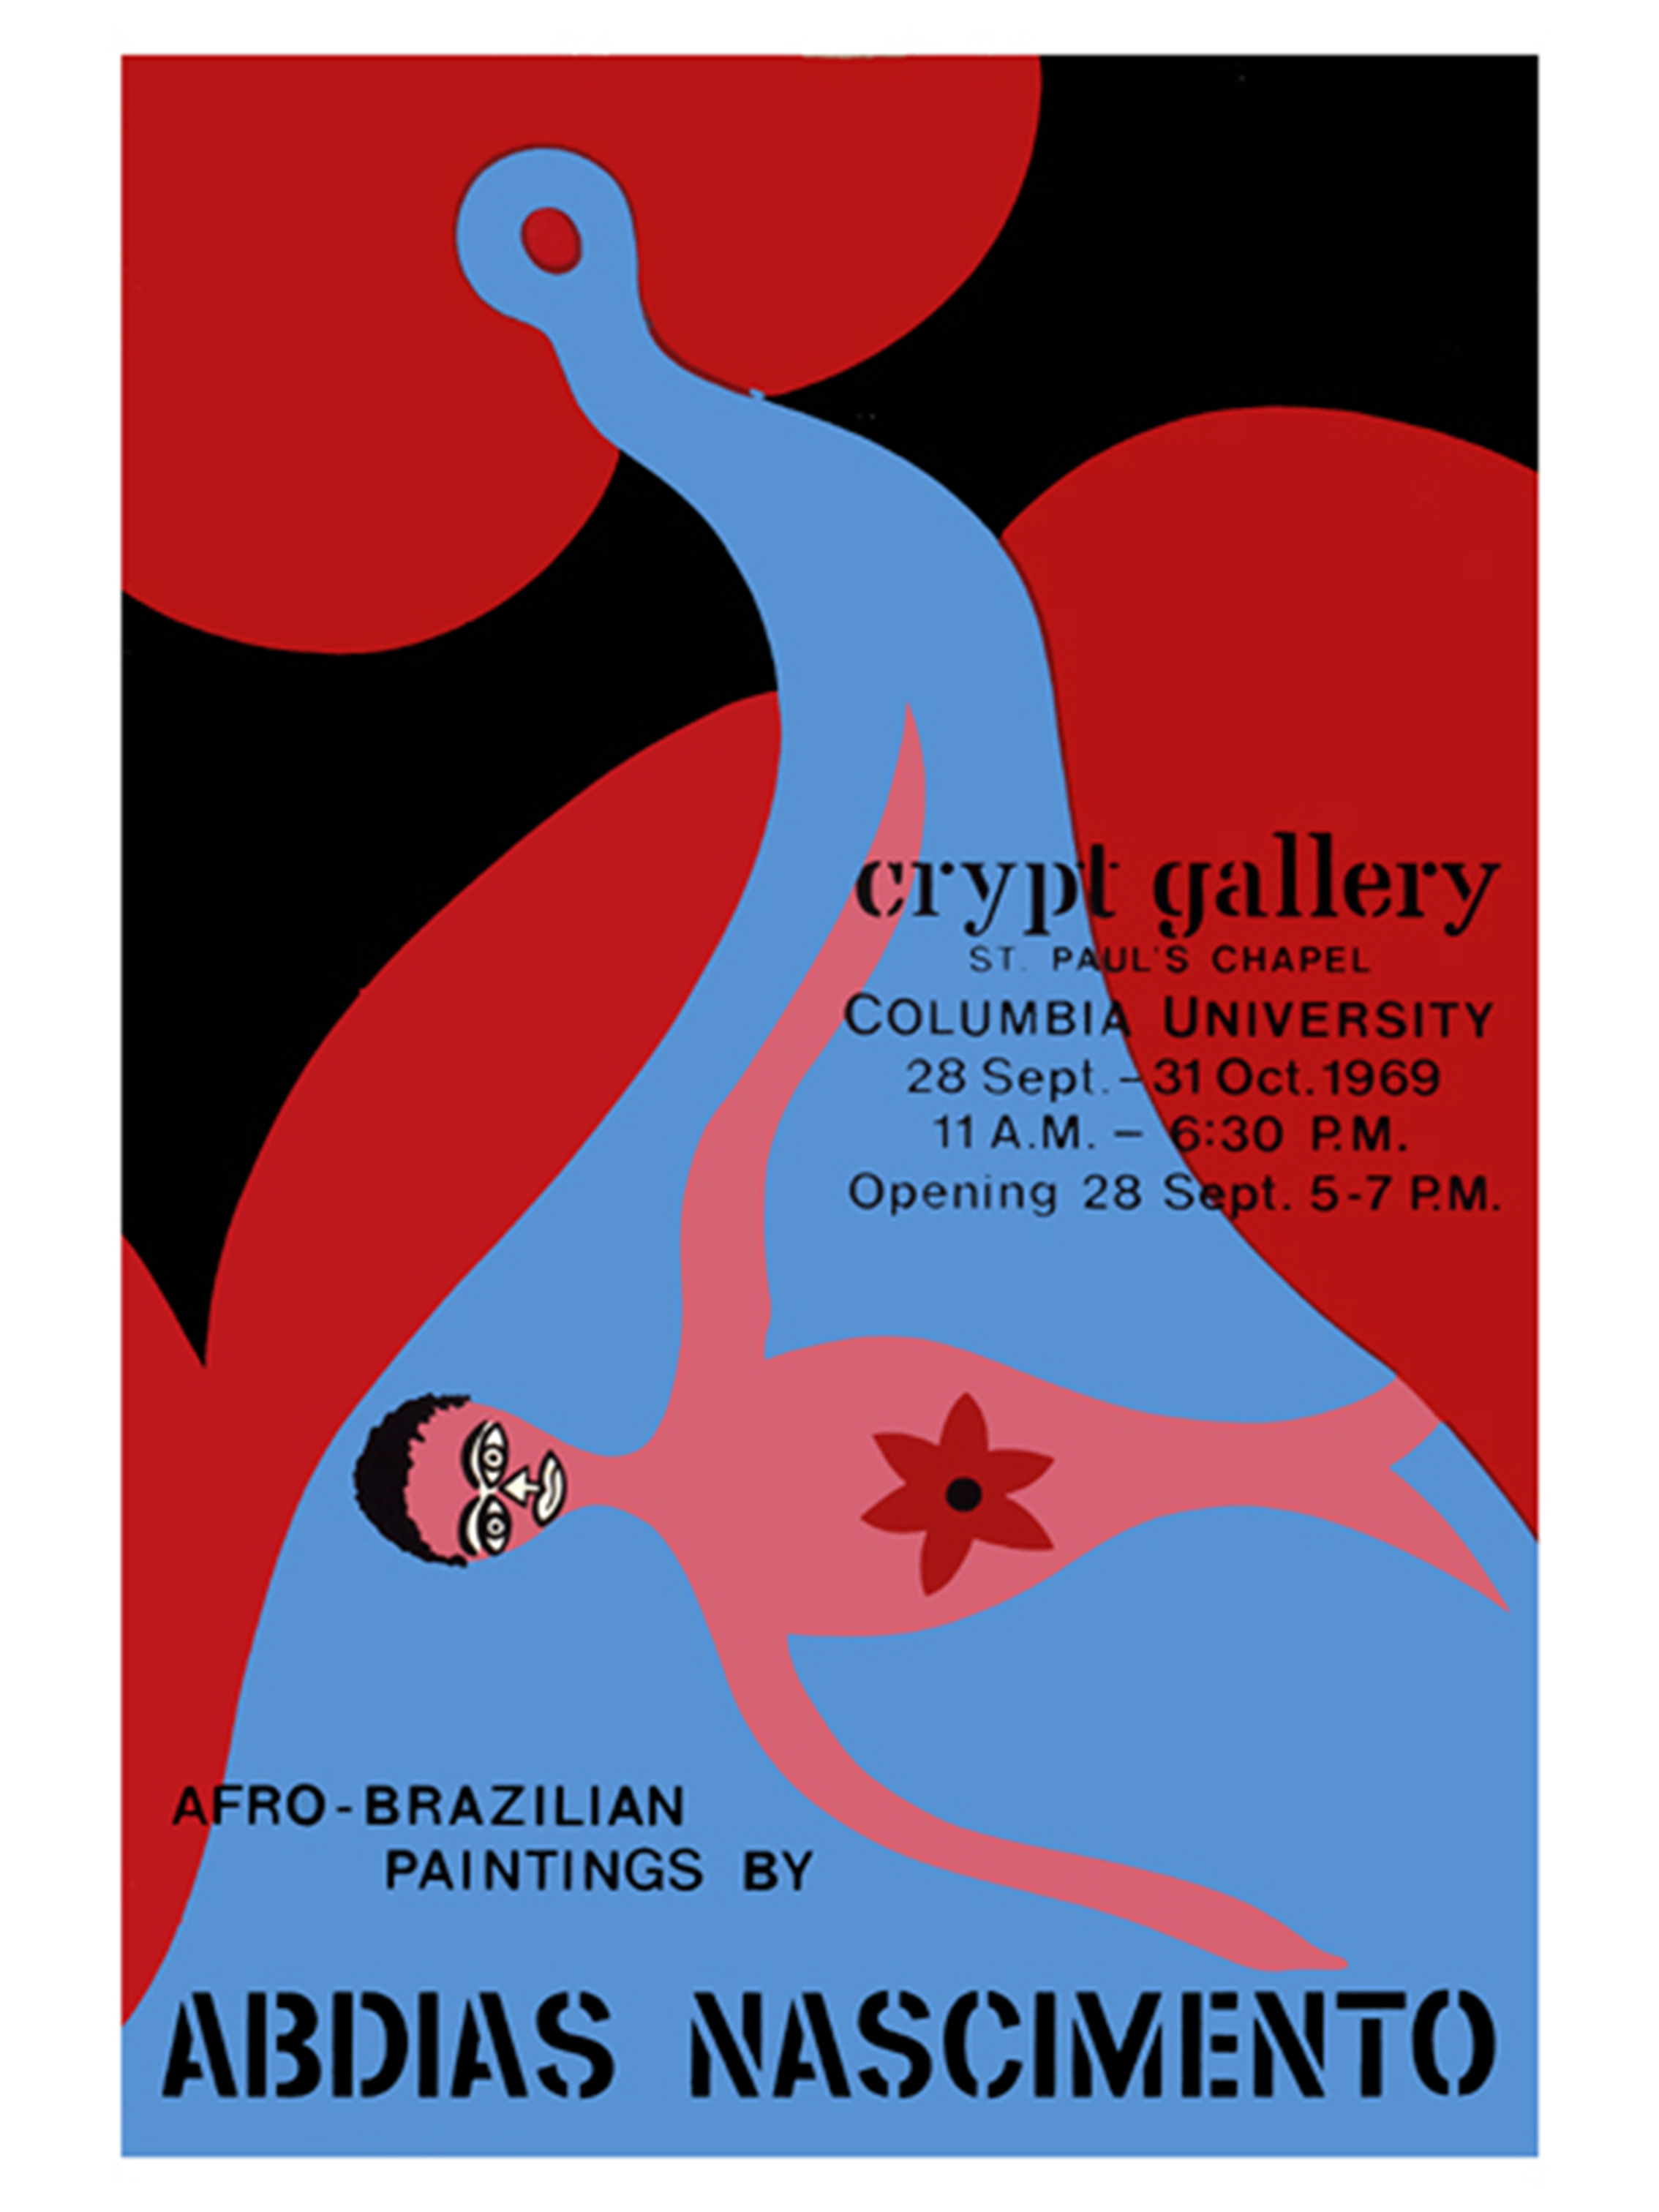 crypt gallery
ST. PAUL'S CHAPEL
COLUMBIA UNIVERSITY
28 Sept. – 31 Oct. 1969
11 A.M. – 6:30 P.M.
Opening 28 Sept. 5-7 P.M.
AFRO-BRAZILIAN
PAINTINGS BY
ABDIAS NASCIMENTO